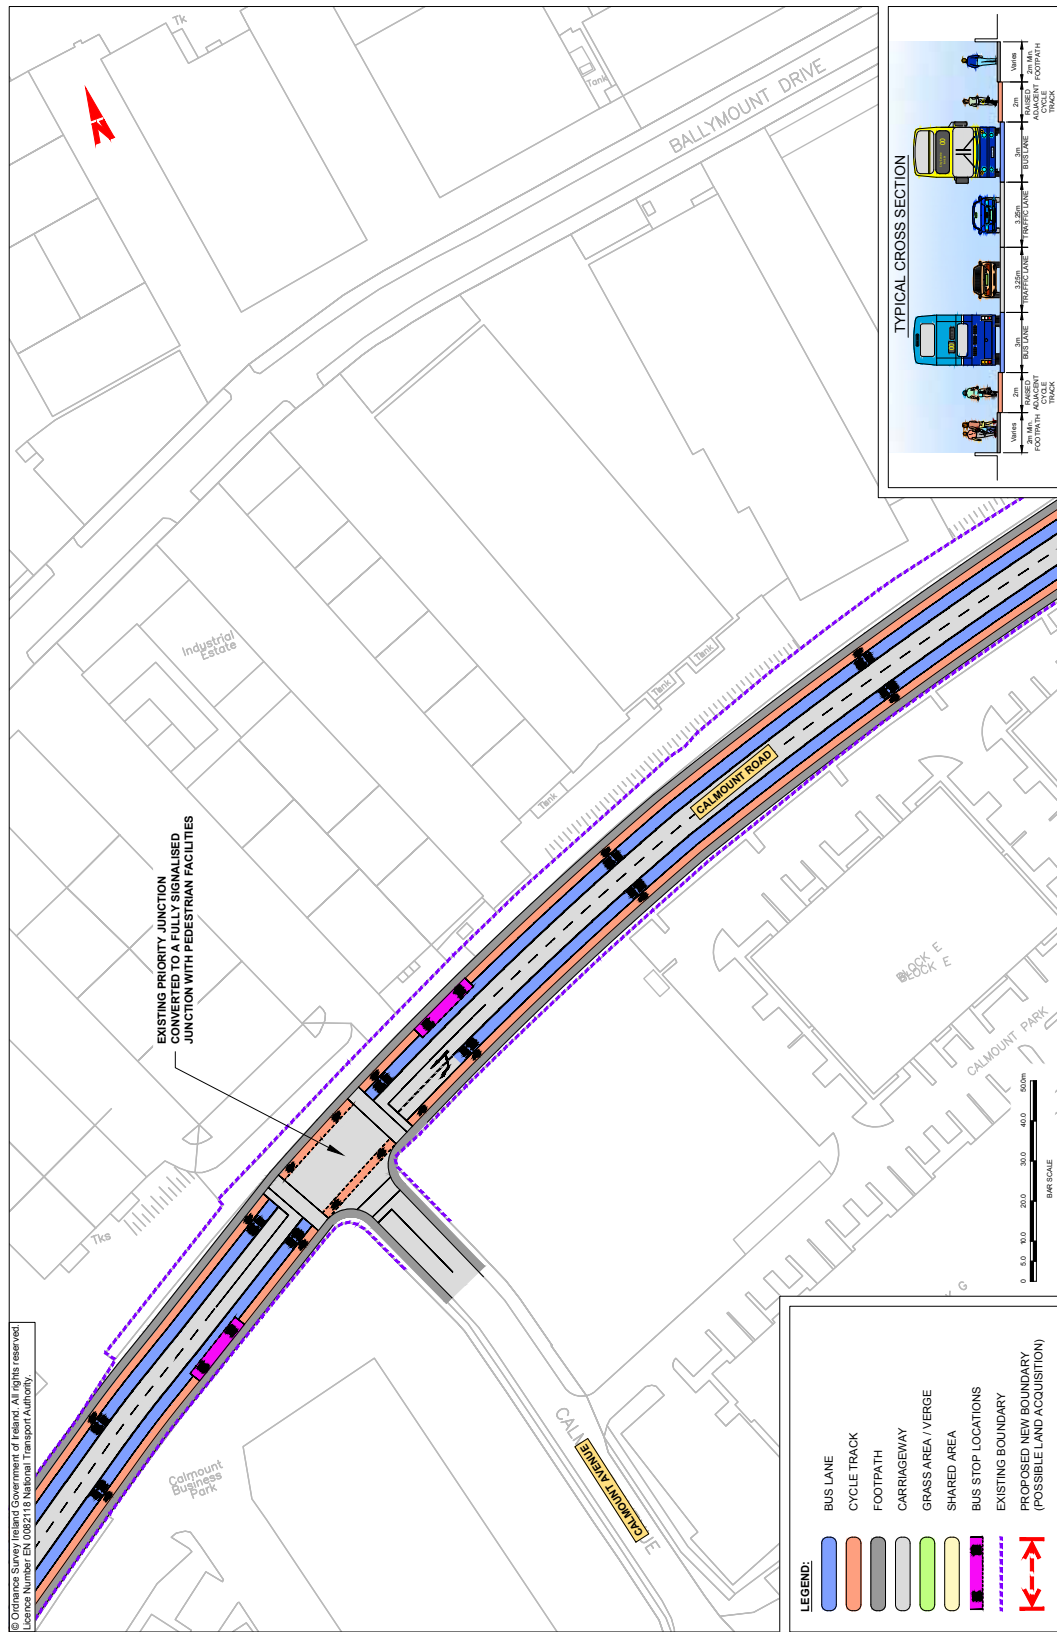 © Ordnance Survey Ireland Government of Ireland. All rights reserved.
Licence Number EN 0082118 National Transport Authority.
Tk
Tank
BALLYMOUNT DRIVE
Industrial
Estate
Tank
Tank
Tank
EXISTING PRIORITY JUNCTION
CONVERTED TO A FULLY SIGNALISED
JUNCTION WITH PEDESTRIAN FACILITIES
CALMOUNT ROAD
Tks
Calmount
Business
Park
CALMOUNT AVENUE
BLOCK E
BLOCK E
CALMOUNT PARK
G
TYPICAL CROSS SECTION
Varies
2m
3m
3.25m
3.25m
3m
2m
Varies
2m Min.
FOOTPATH
RAISED
ADJACENT
CYCLE
TRACK
BUS LANE
TRAFFIC LANE
TRAFFIC LANE
BUS LANE
RAISED
ADJACENT
CYCLE
TRACK
2m Min.
FOOTPATH
0 5.0 10.0 20.0 30.0 40.0 50.0m
BAR SCALE
LEGEND:
BUS LANE
CYCLE TRACK
FOOTPATH
CARRIAGEWAY
GRASS AREA / VERGE
SHARED AREA
BUS STOP LOCATIONS
EXISTING BOUNDARY
PROPOSED NEW BOUNDARY
(POSSIBLE LAND ACQUISITION)